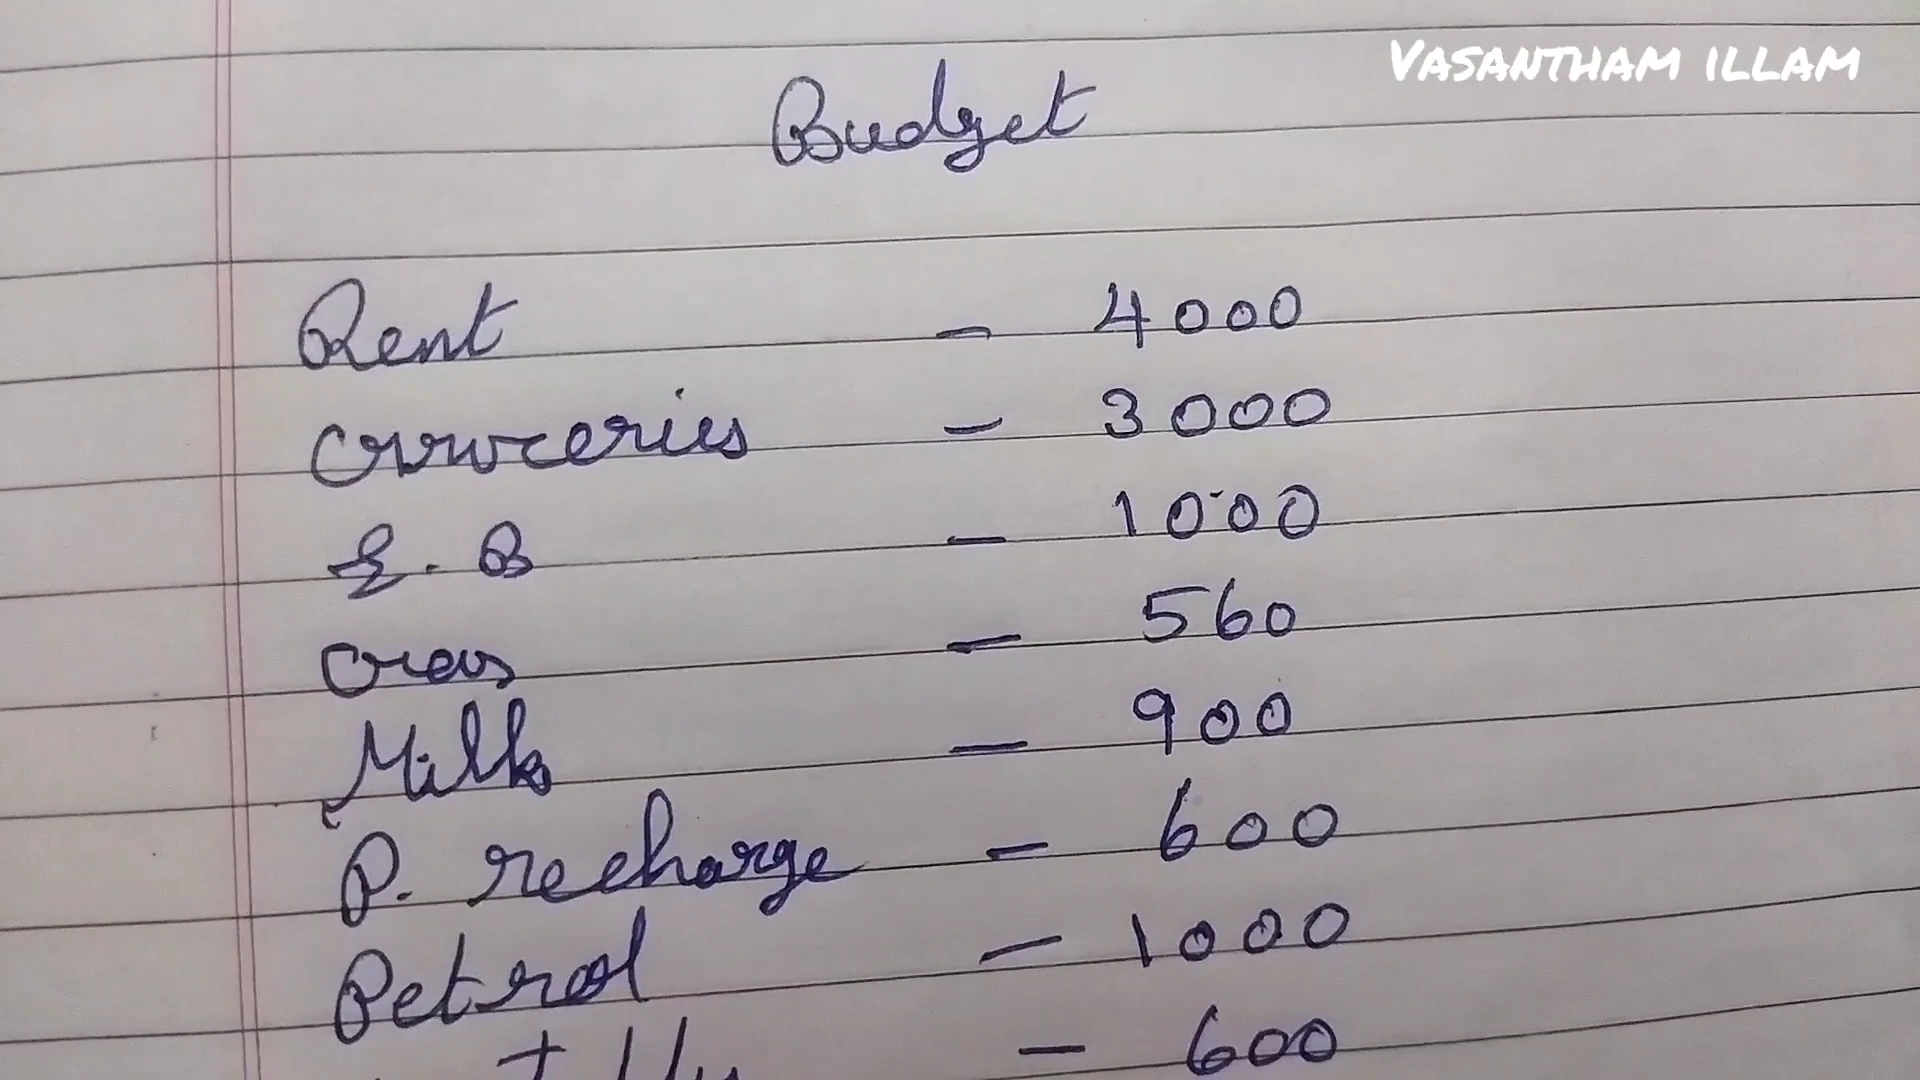 VASANTHAM ILLAM
Budget
Rent - 4000
Groceries - 3000
E.B - 1000
Gas - 560
Milk - 900
P. recharge - 600
Petrol - 1000
- 600